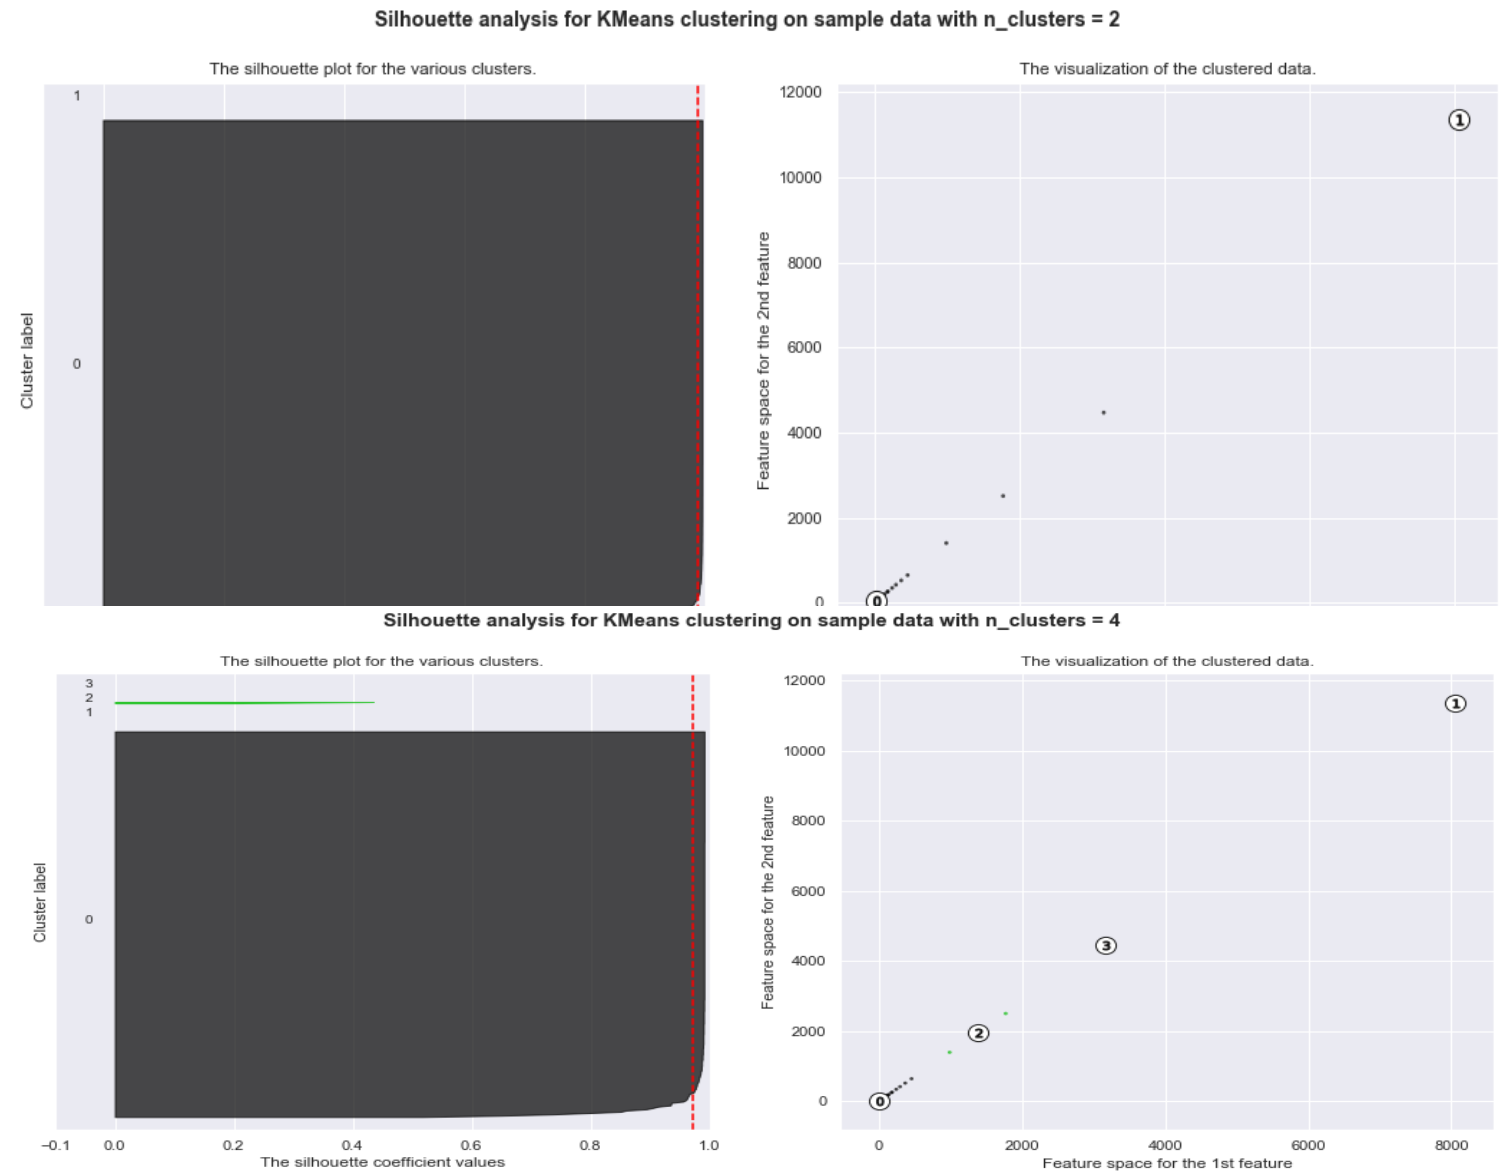 Silhouette analysis for KMeans clustering on sample data with n_clusters = 2
The silhouette plot for the various clusters.
1
0
Cluster label
The visualization of the clustered data.
12000
10000
8000
6000
4000
2000
0
Feature space for the 2nd feature
1
0
Silhouette analysis for KMeans clustering on sample data with n_clusters = 4
The silhouette plot for the various clusters.
3
2
1
0
Cluster label
−0.1 0.0 0.2 0.4 0.6 0.8 1.0
The silhouette coefficient values
The visualization of the clustered data.
12000
10000
8000
6000
4000
2000
0
Feature space for the 2nd feature
1
3
2
0
0 2000 4000 6000 8000
Feature space for the 1st feature